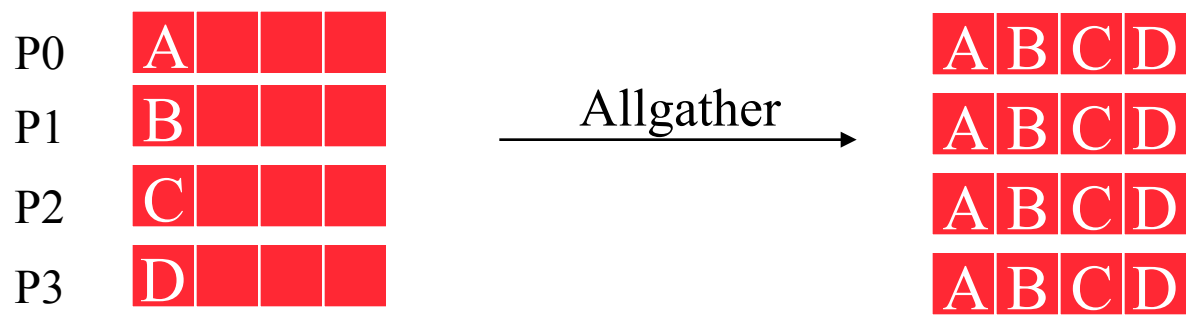 P0 A A B C D
Allgather
P1 B A B C D
P2 C A B C D
P3 D A B C D